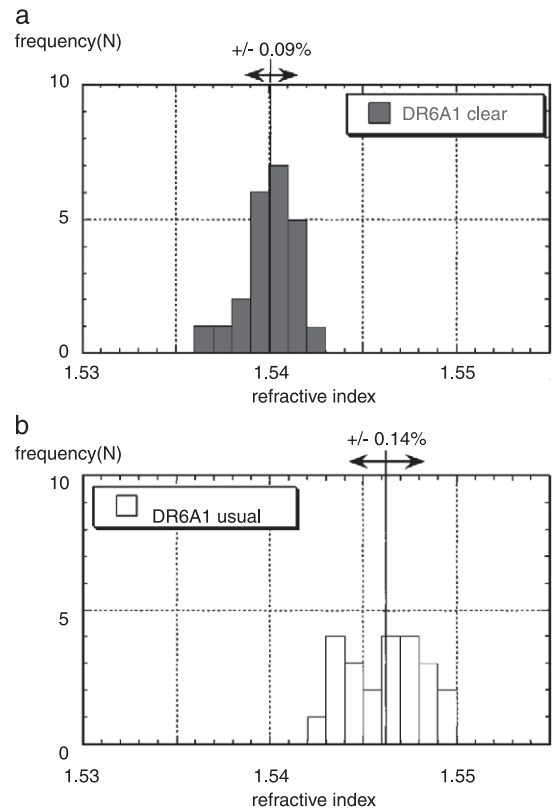 a
frequency(N)
+/- 0.09%
10
DR6A1 clear
5
0
1.53
1.54
1.55
refractive index
b
frequency(N)
+/- 0.14%
10
DR6A1 usual
5
0
1.53
1.54
1.55
refractive index